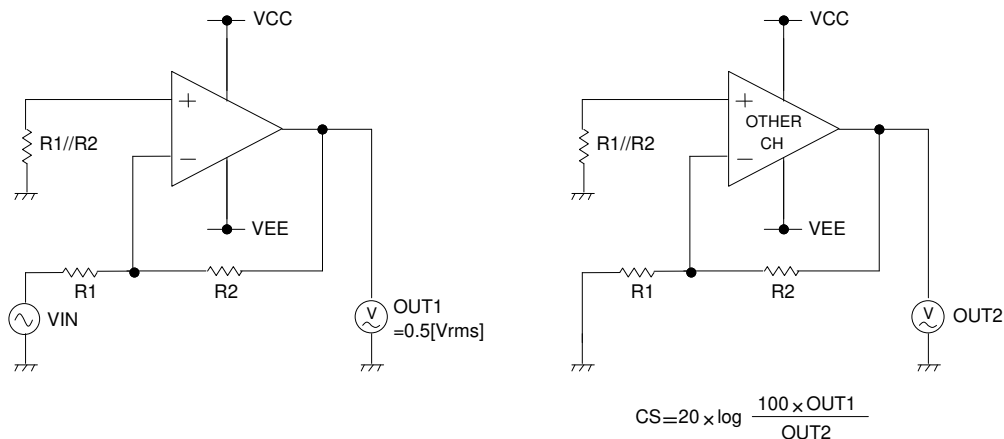 VCC
R1//R2
VEE
R1
R2
VIN
V
OUT1
=0.5[Vrms]
VCC
OTHER
CH
R1//R2
VEE
R1
R2
V
OUT2
CS=20×log 100×OUT1
OUT2